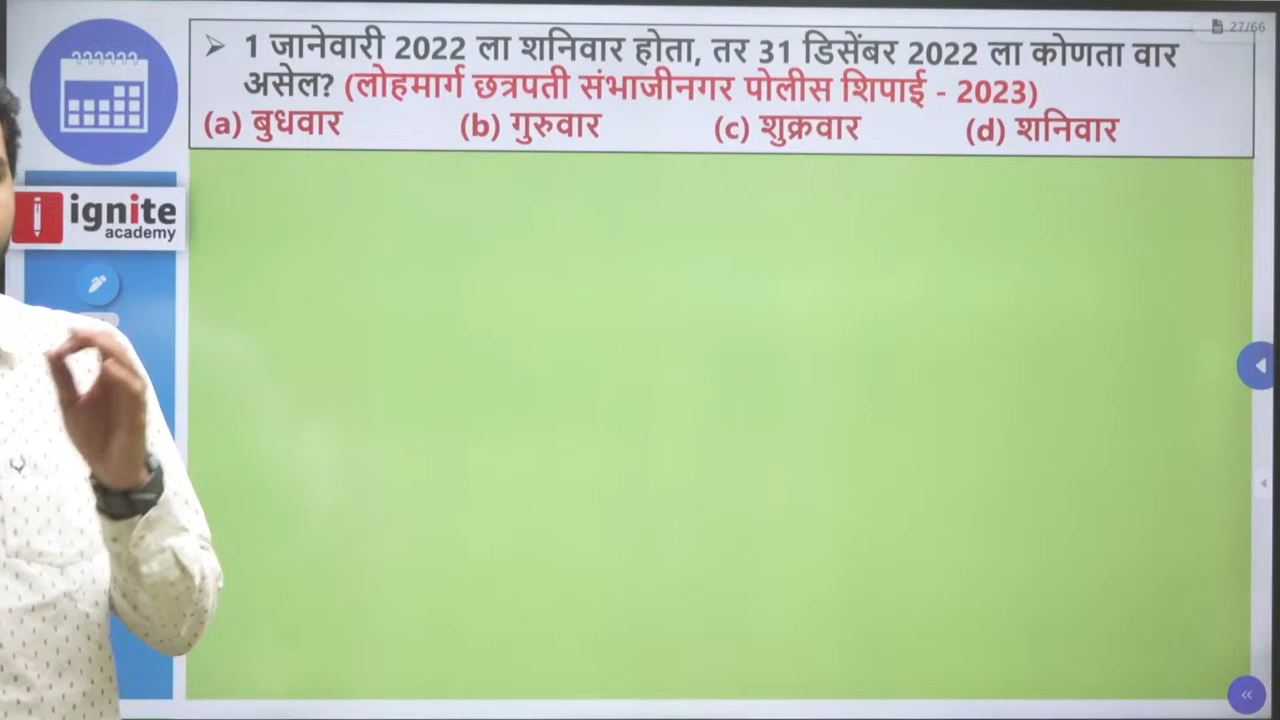 27/66
➢ 1 जानेवारी 2022 ला शनिवार होता, तर 31 डिसेंबर 2022 ला कोणता वार
असेल? (लोहमार्ग छत्रपती संभाजीनगर पोलीस शिपाई - 2023)
(a) बुधवार (b) गुरुवार (c) शुक्रवार (d) शनिवार
ignite
academy